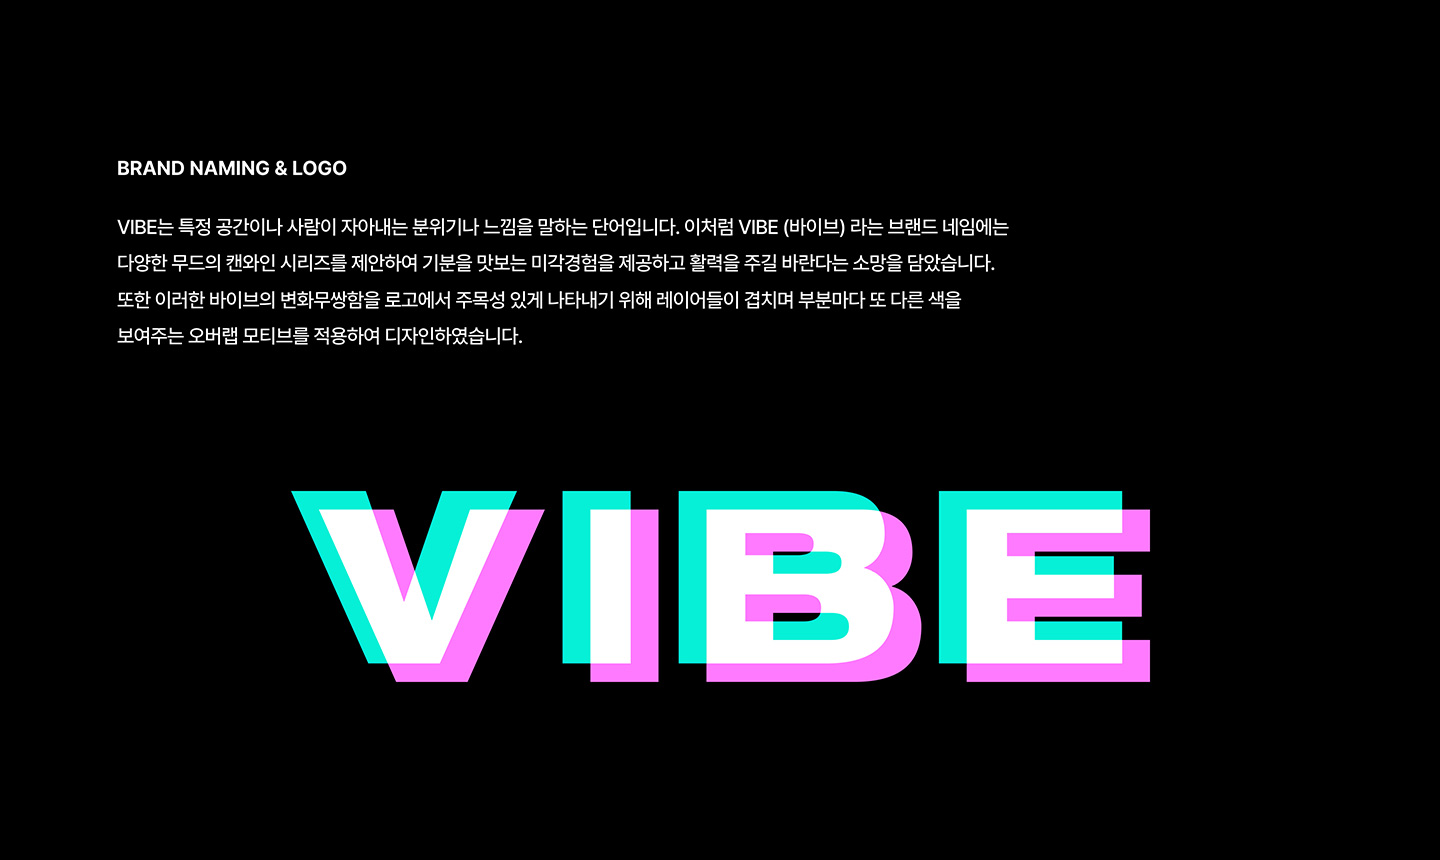 BRAND NAMING & LOGO
VIBE는 특정 공간이나 사람이 자아내는 분위기나 느낌을 말하는 단어입니다. 이처럼 VIBE (바이브) 라는 브랜드 네임에는
다양한 무드의 캔와인 시리즈를 제안하여 기분을 맛보는 미각경험을 제공하고 활력을 주길 바란다는 소망을 담았습니다.
또한 이러한 바이브의 변화무쌍함을 로고에서 주목성 있게 나타내기 위해 레이어들이 겹치며 부분마다 또 다른 색을
보여주는 오버랩 모티브를 적용하여 디자인하였습니다.
VIBE